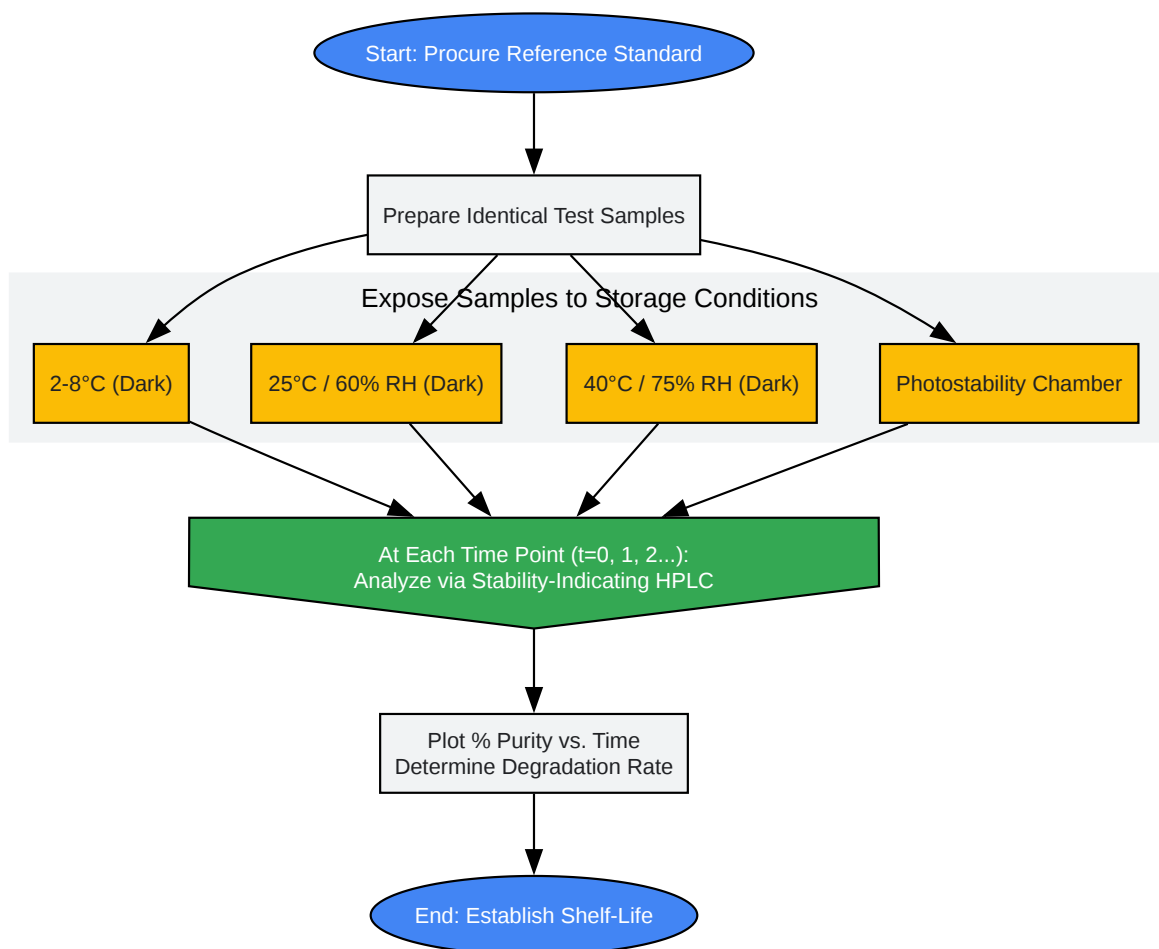 Start: Procure Reference Standard
Prepare Identical Test Samples
Expose Samples to Storage Conditions
2-8°C (Dark)
25°C / 60% RH (Dark)
40°C / 75% RH (Dark)
Photostability Chamber
At Each Time Point (t=0, 1, 2...):
Analyze via Stability-Indicating HPLC
Plot % Purity vs. Time
Determine Degradation Rate
End: Establish Shelf-Life